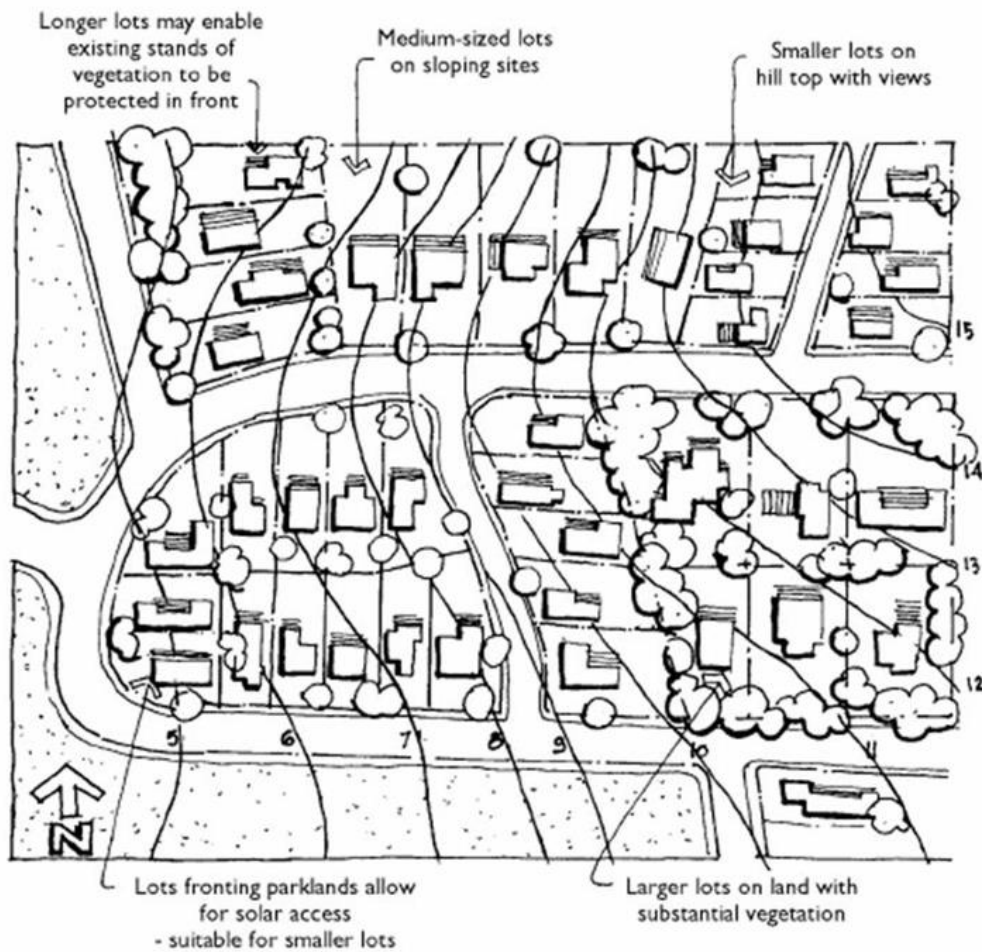 Longer lots may enable
existing stands of
vegetation to be
protected in front
Medium-sized lots
on sloping sites
Smaller lots on
hill top with views
15
14
13
12
5
6
7
8
9
10
11
N
Lots fronting parklands allow
for solar access
- suitable for smaller lots
Larger lots on land with
substantial vegetation